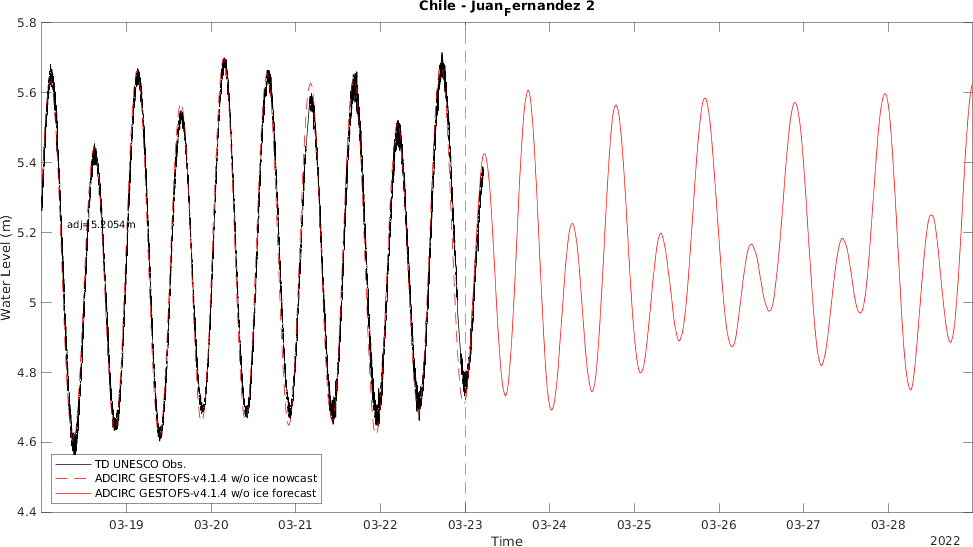 Chile - JuanFernandez 2
5.8
5.6
5.4
5.2
5
4.8
4.6
4.4
Water Level (m)
adj=5.2054m
TD UNESCO Obs.
ADCIRC GESTOFS-v4.1.4 w/o ice nowcast
ADCIRC GESTOFS-v4.1.4 w/o ice forecast
03-19 03-20 03-21 03-22 03-23 03-24 03-25 03-26 03-27 03-28
Time
2022